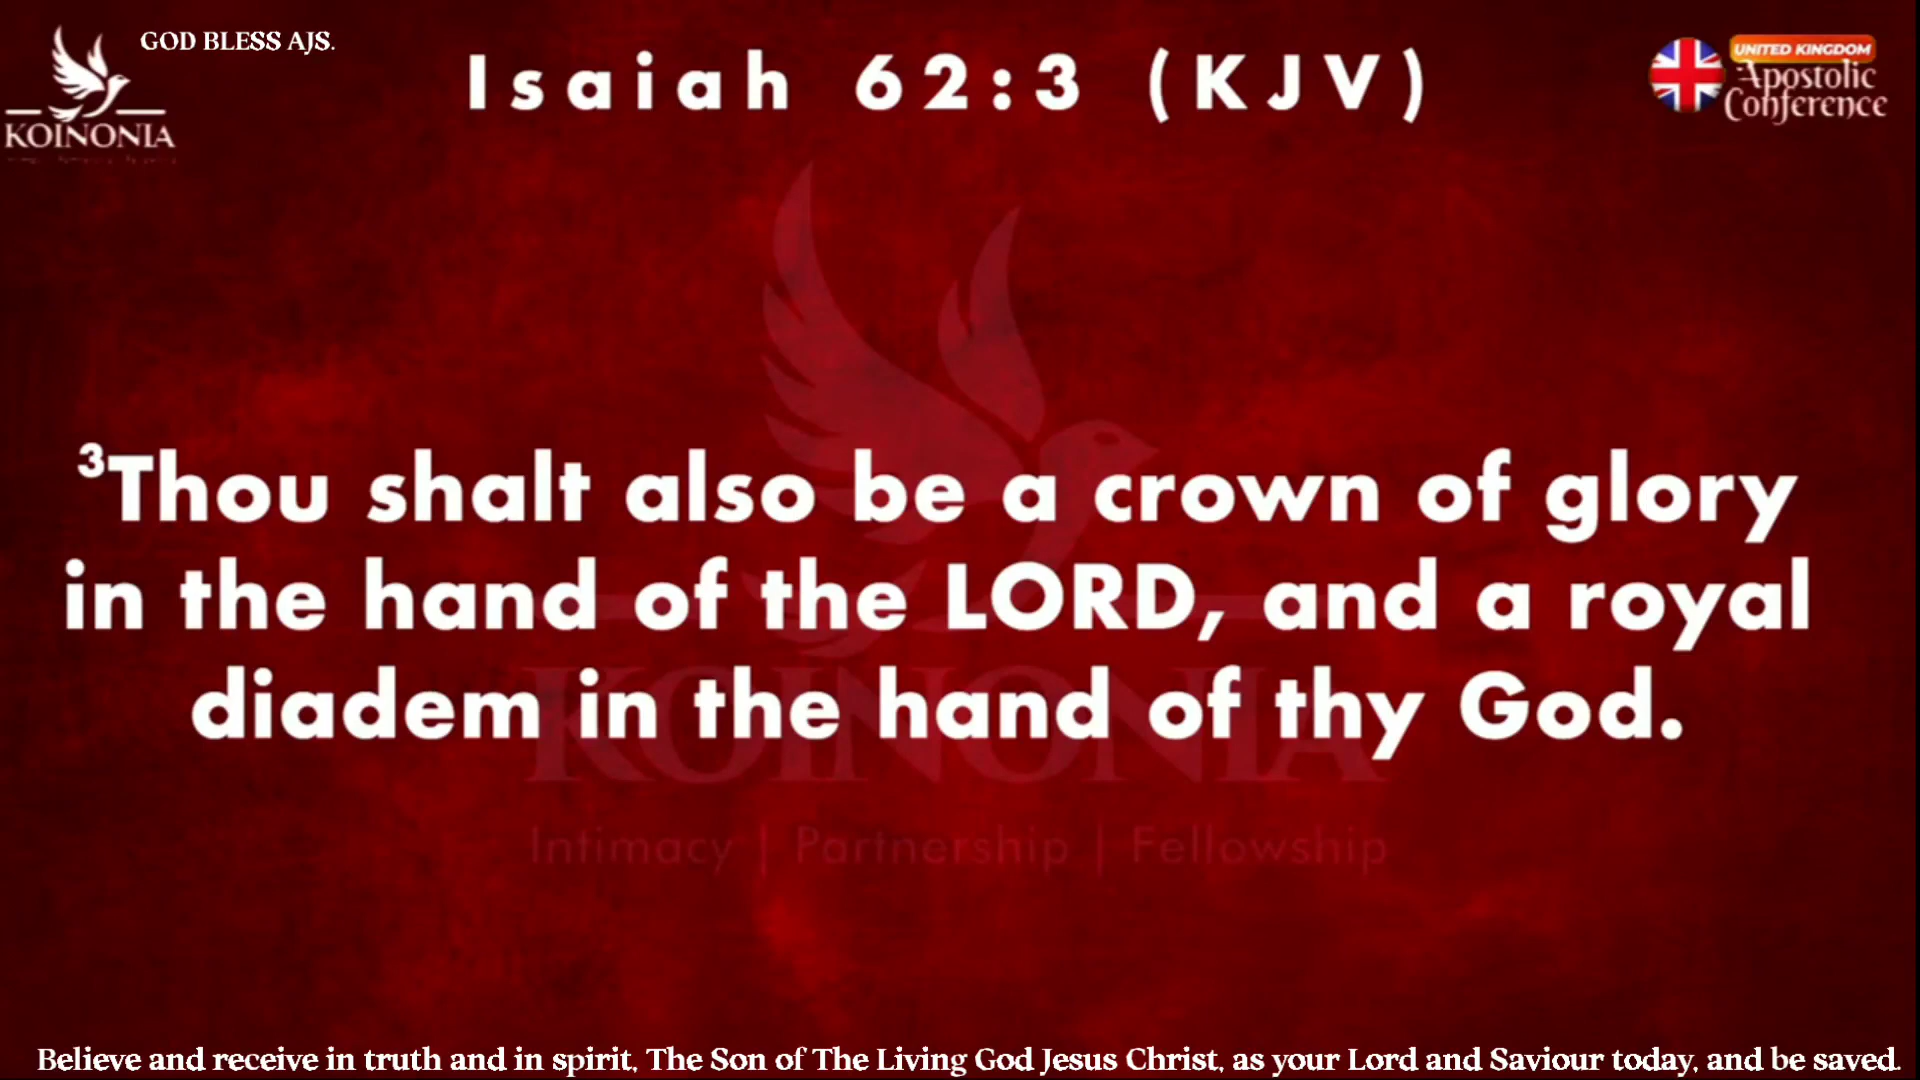 GOD BLESS AJS.
KOINONIA
Isaiah 62:3 (KJV)
UNITED KINGDOM
Apostolic
Conference
3Thou shalt also be a crown of glory
in the hand of the LORD, and a royal
diadem in the hand of thy God.
KOINONIA
Intimacy | Partnership | Fellowship
Believe and receive in truth and in spirit, The Son of The Living God Jesus Christ, as your Lord and Saviour today, and be saved.